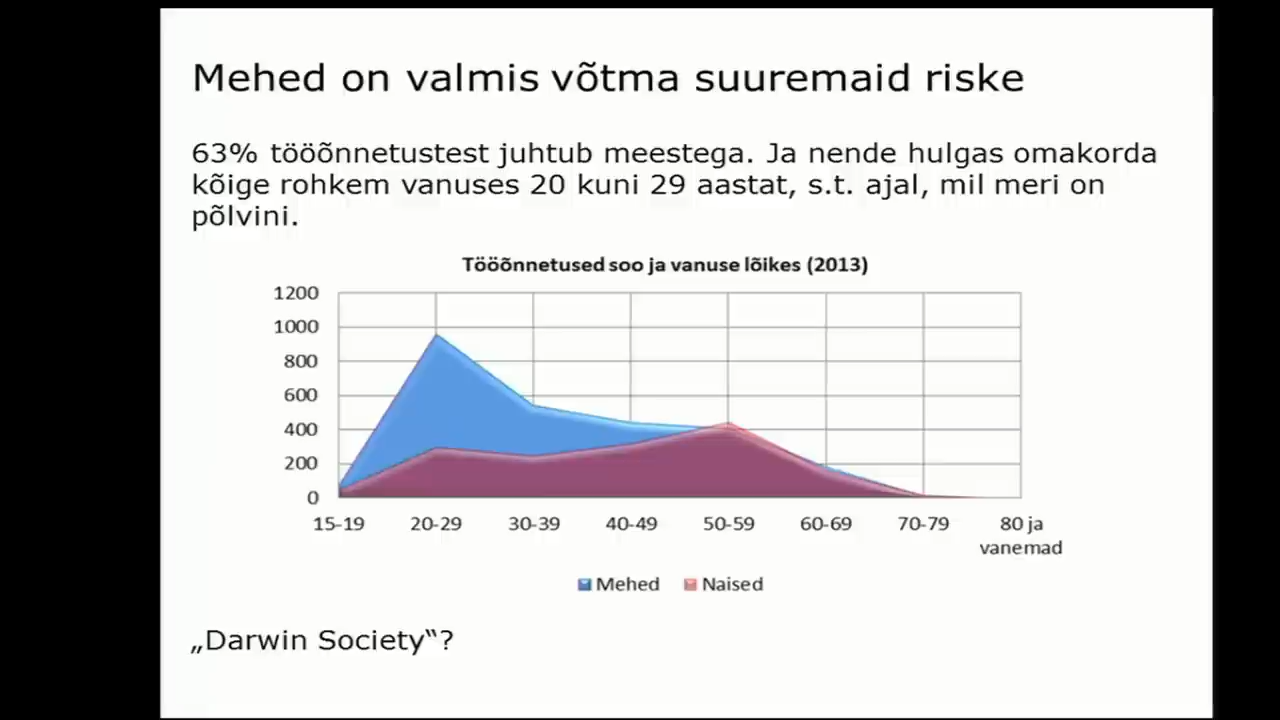 Mehed on valmis võtma suuremaid riske
63% tööõnnetustest juhtub meestega. Ja nende hulgas omakorda
kõige rohkem vanuses 20 kuni 29 aastat, s.t. ajal, mil meri on
põlvini.
Tööõnnetused soo ja vanuse lõikes (2013)
1200
1000
800
600
400
200
0
15-19 20-29 30-39 40-49 50-59 60-69 70-79 80 ja
vanemad
Mehed Naised
„Darwin Society“?